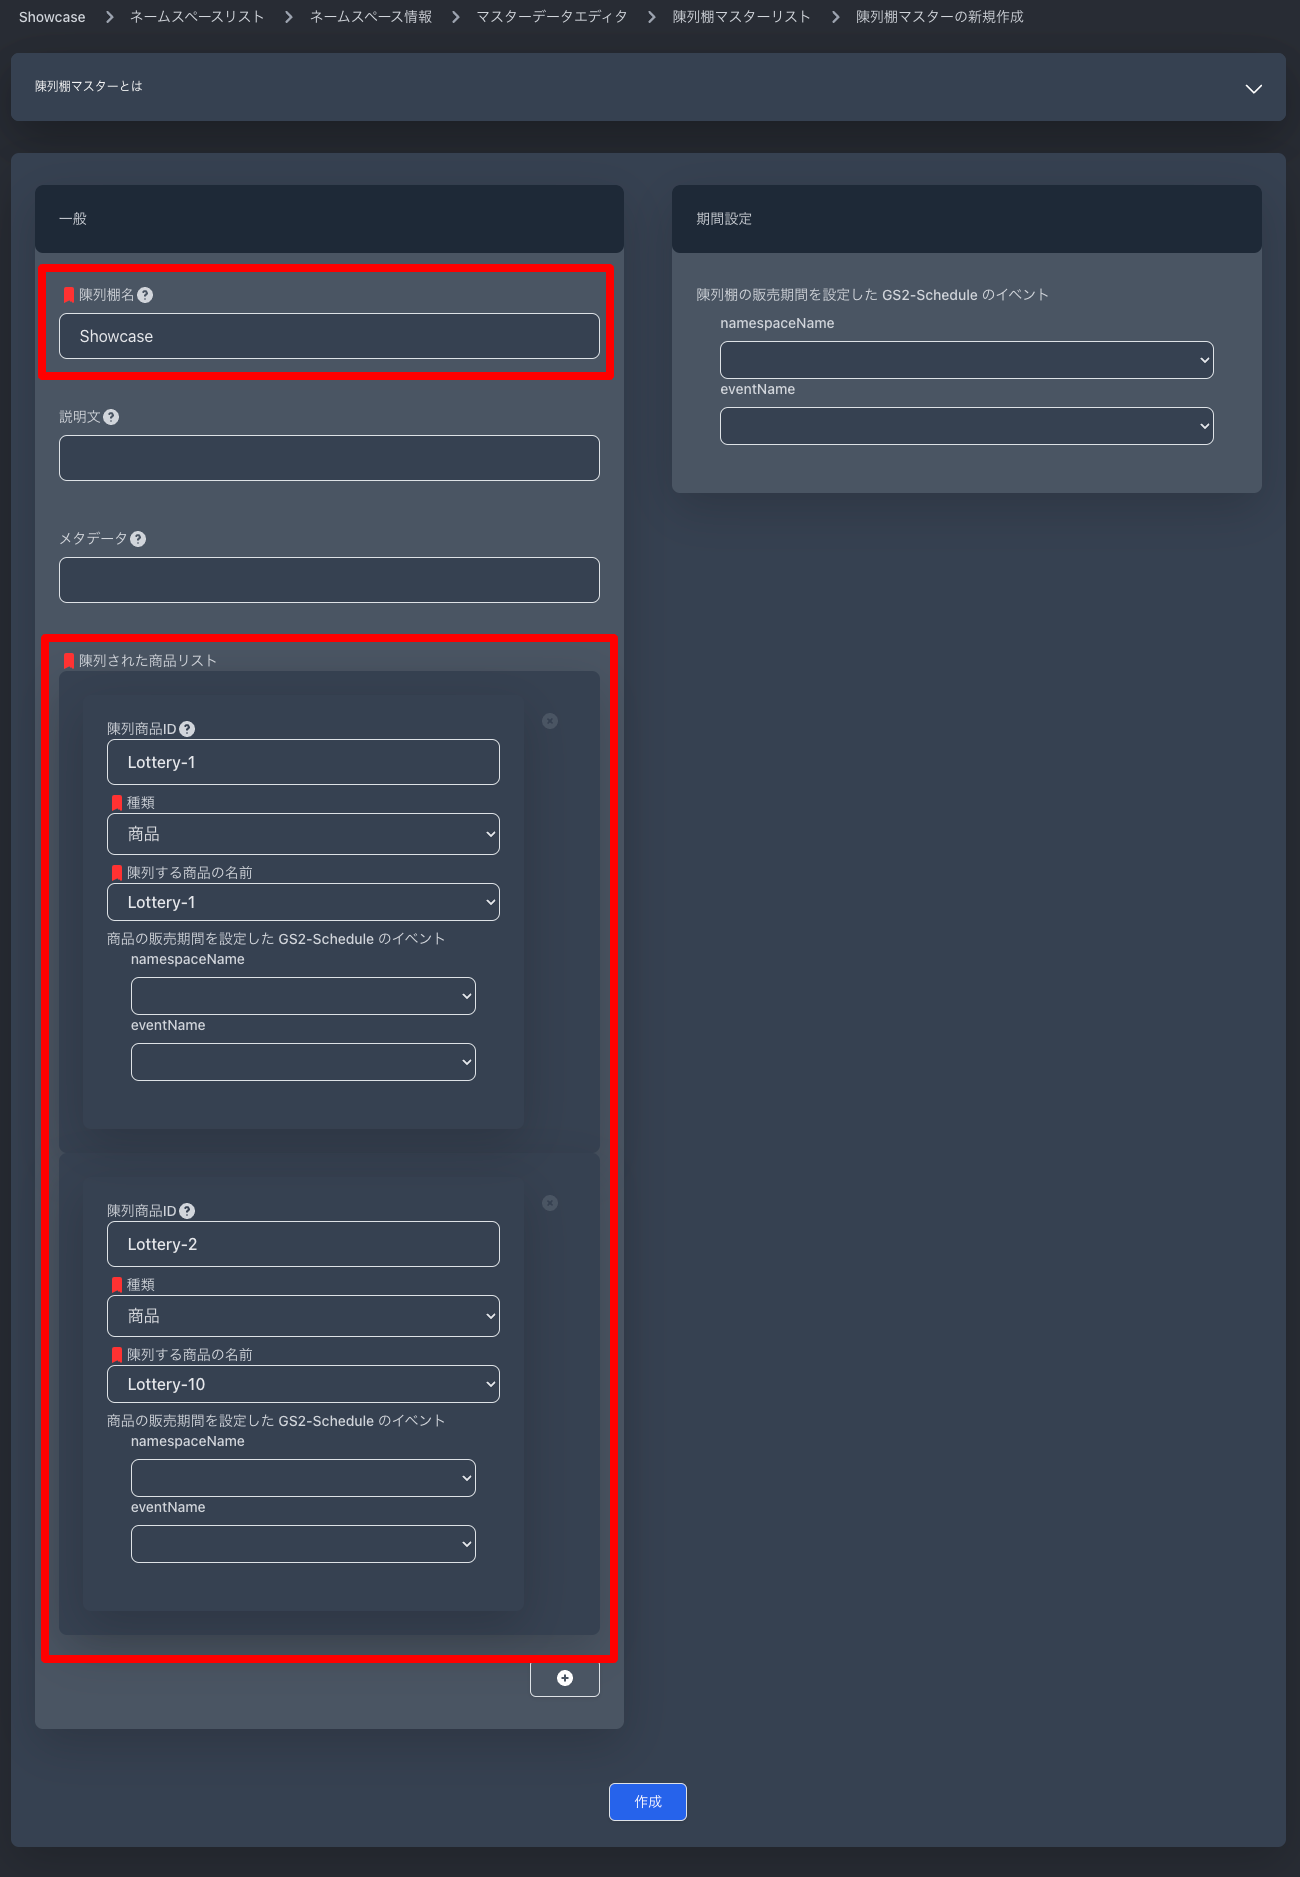 Showcase ネームスペースリスト ネームスペース情報 マスターデータエディタ 陳列棚マスターリスト 陳列棚マスターの新規作成
陳列棚マスターとは
一般
陳列棚名
Showcase
説明文
メタデータ
陳列された商品リスト
陳列商品ID
Lottery-1
種類
商品
陳列する商品の名前
Lottery-1
商品の販売期間を設定した GS2-Schedule のイベント
namespaceName
eventName
陳列商品ID
Lottery-2
種類
商品
陳列する商品の名前
Lottery-10
商品の販売期間を設定した GS2-Schedule のイベント
namespaceName
eventName
期間設定
陳列棚の販売期間を設定した GS2-Schedule のイベント
namespaceName
eventName
作成